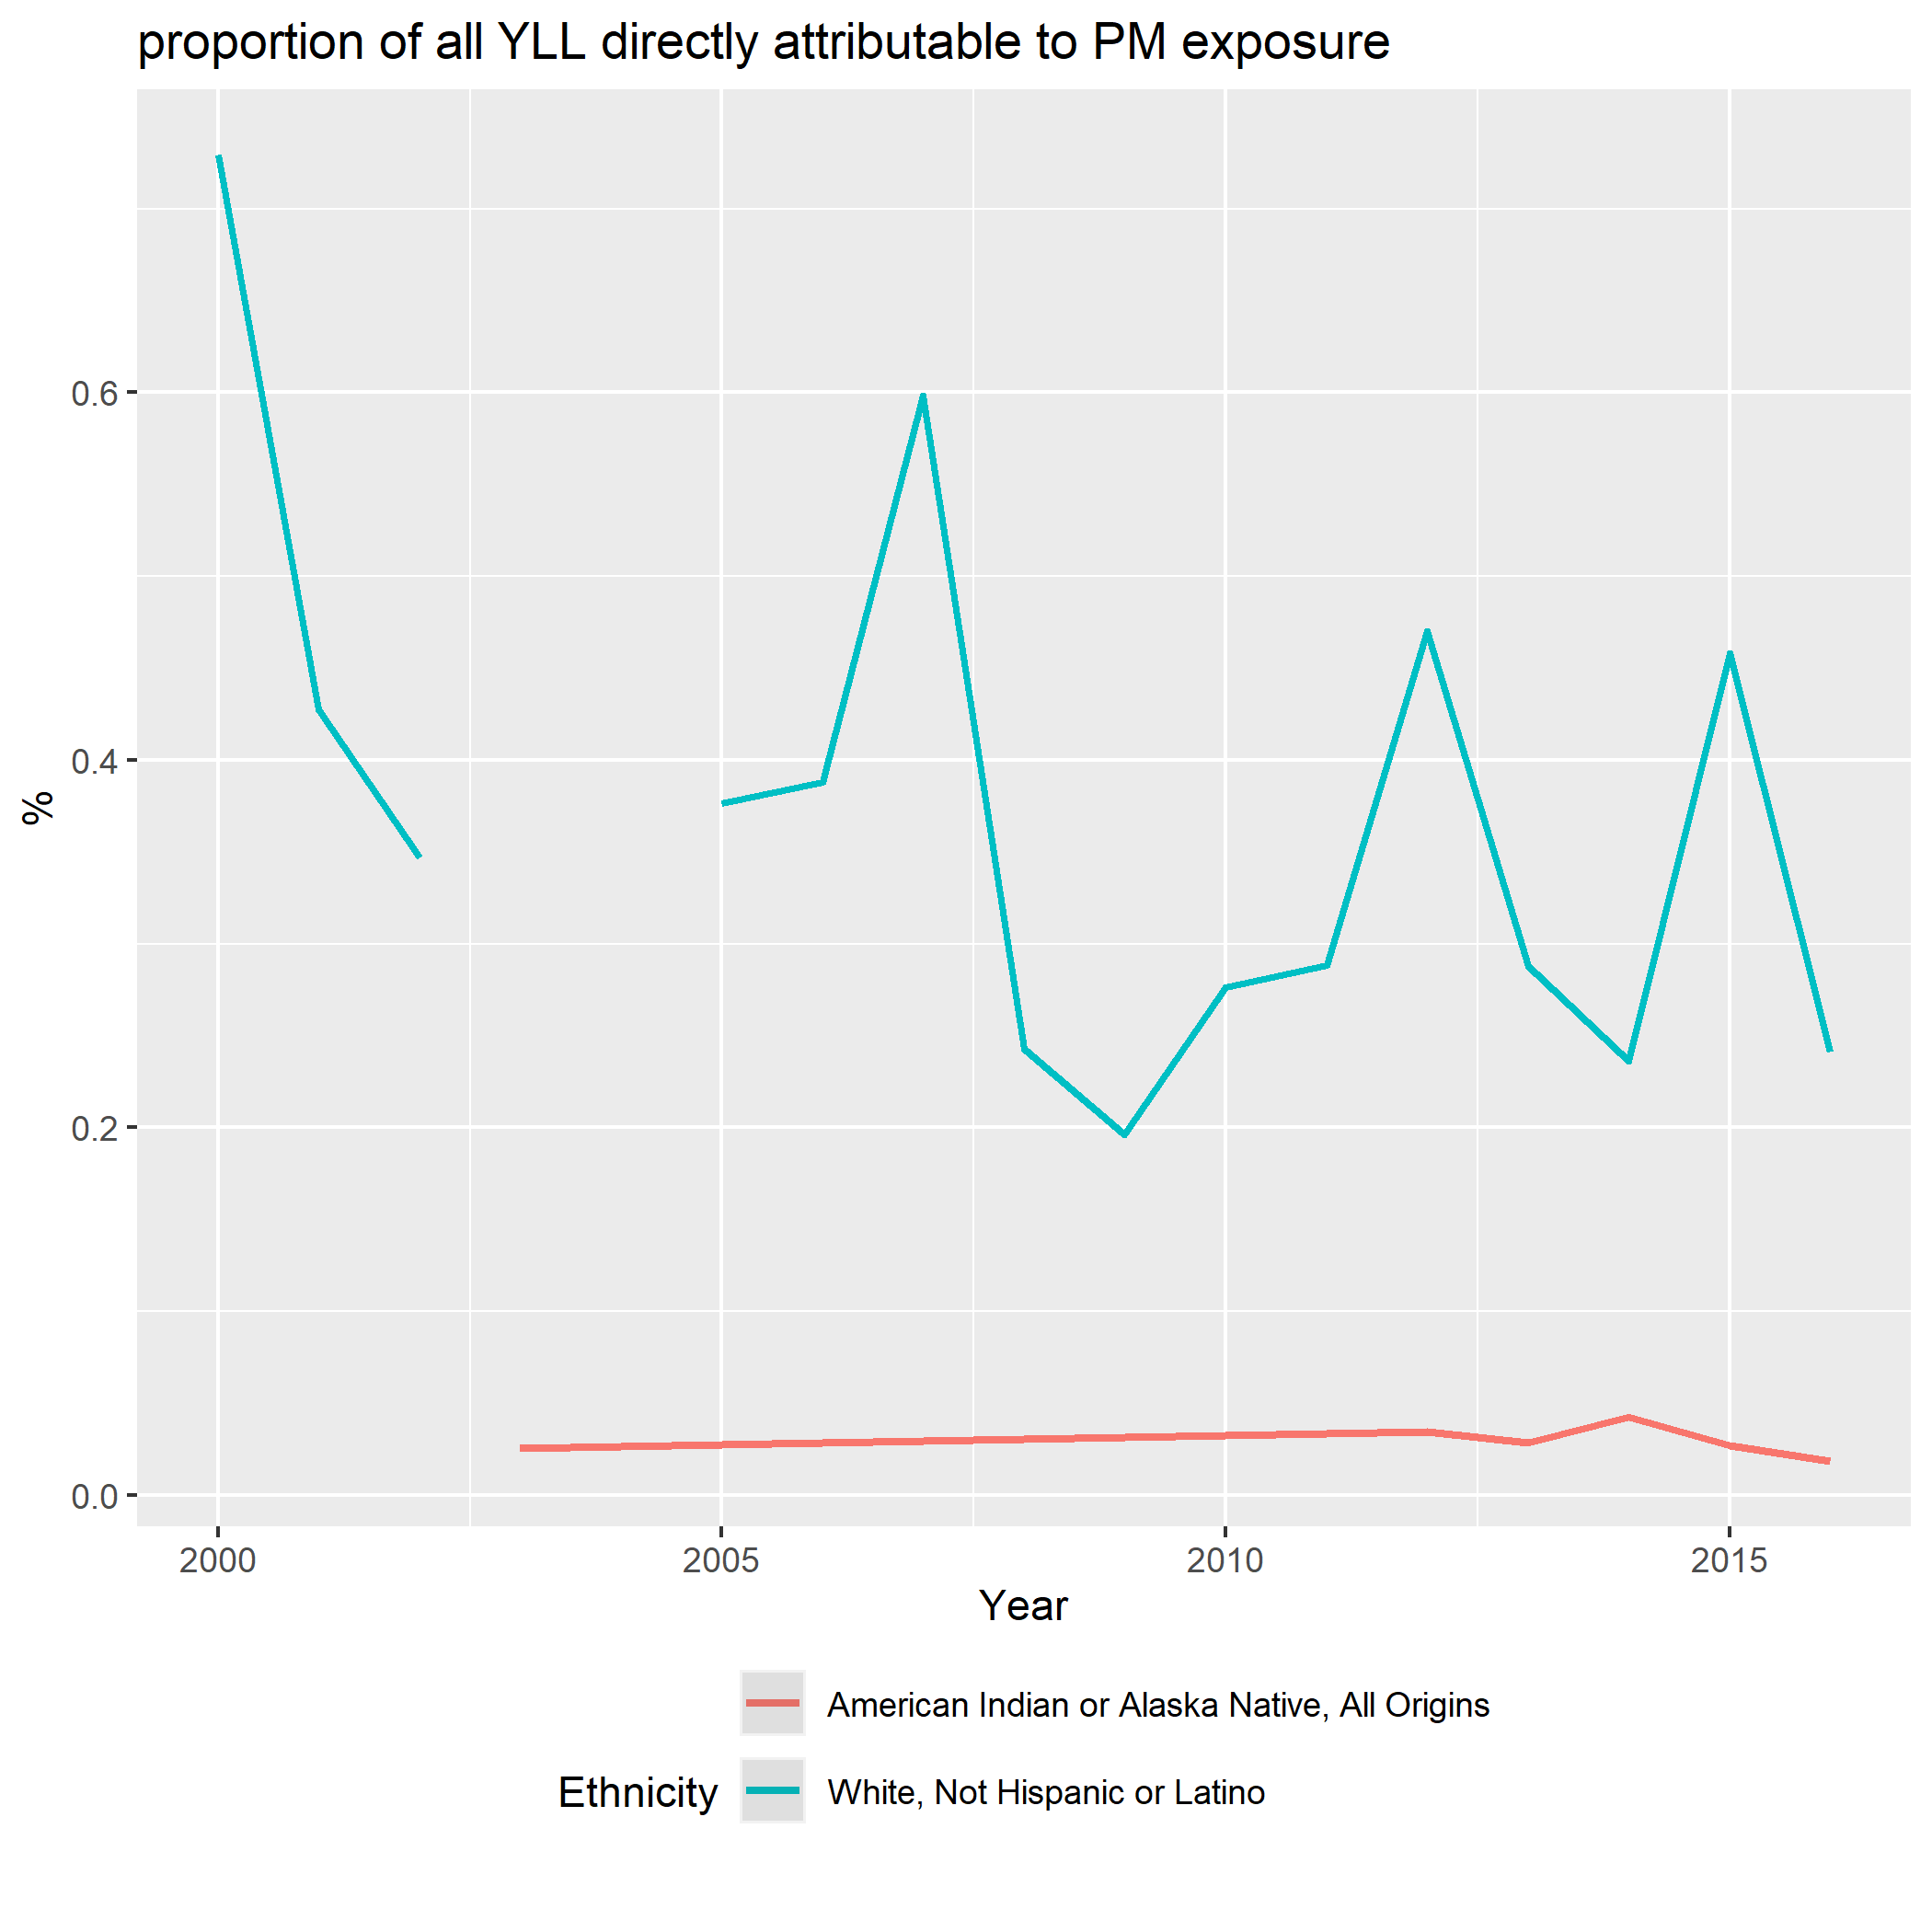 proportion of all YLL directly attributable to PM exposure
0.6
0.4
%
0.2
0.0
2000 2005 2010 2015
Year
American Indian or Alaska Native, All Origins
Ethnicity White, Not Hispanic or Latino